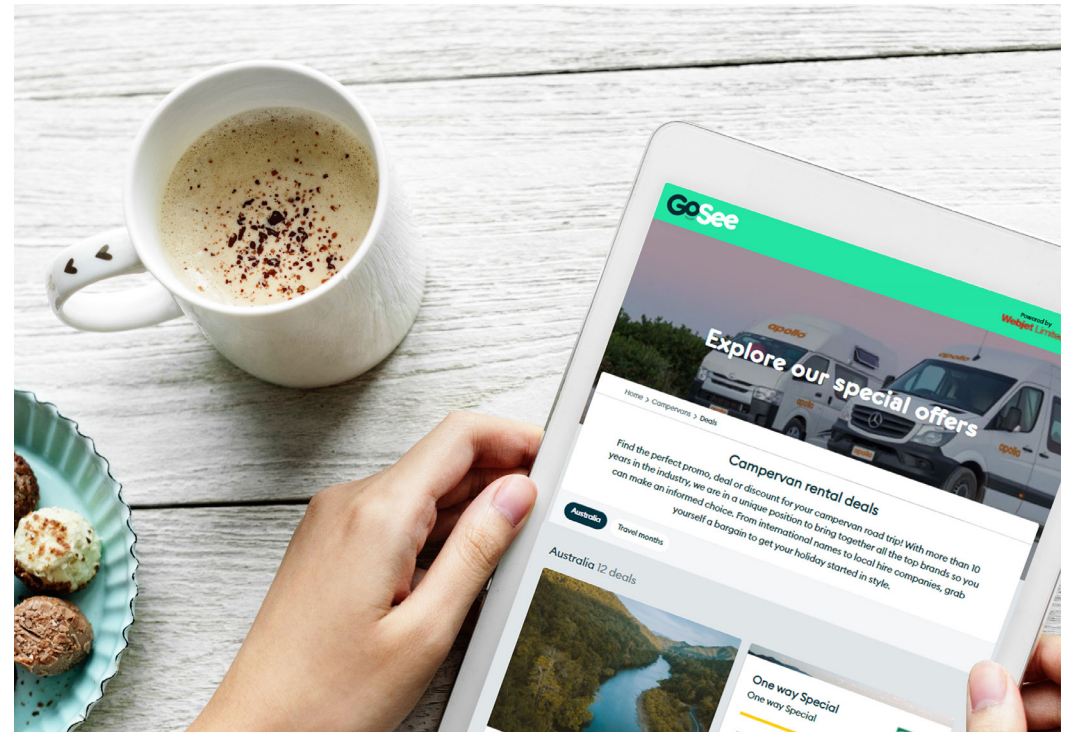 GoSee
Powered by
Webjet Limited
apollo
apollo
apollo
apollo
apollo
Explore our special offers
Home > Campervans > Deals
Campervan rental deals
Find the perfect promo, deal or discount for your campervan road trip! With more than 10
years in the industry, we are in a unique position to bring together all the top brands so you
can make an informed choice. From international names to local hire companies, grab
yourself a bargain to get your holiday started in style.
Australia
Travel months
Australia 12 deals
One way Special
One way Special